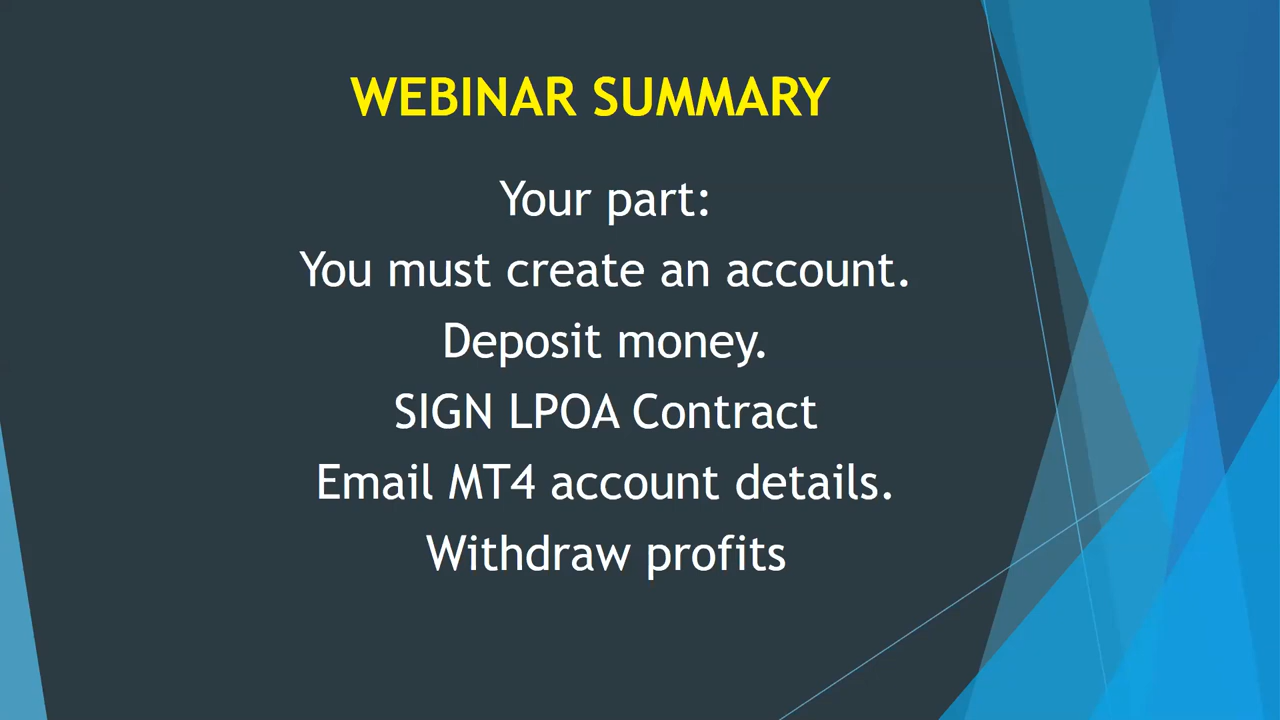 WEBINAR SUMMARY
Your part:
You must create an account.
Deposit money.
SIGN LPOA Contract
Email MT4 account details.
Withdraw profits